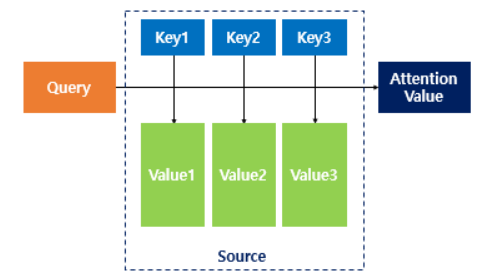 Key1 Key2 Key3
Query
Attention
Value
Value1 Value2 Value3
Source